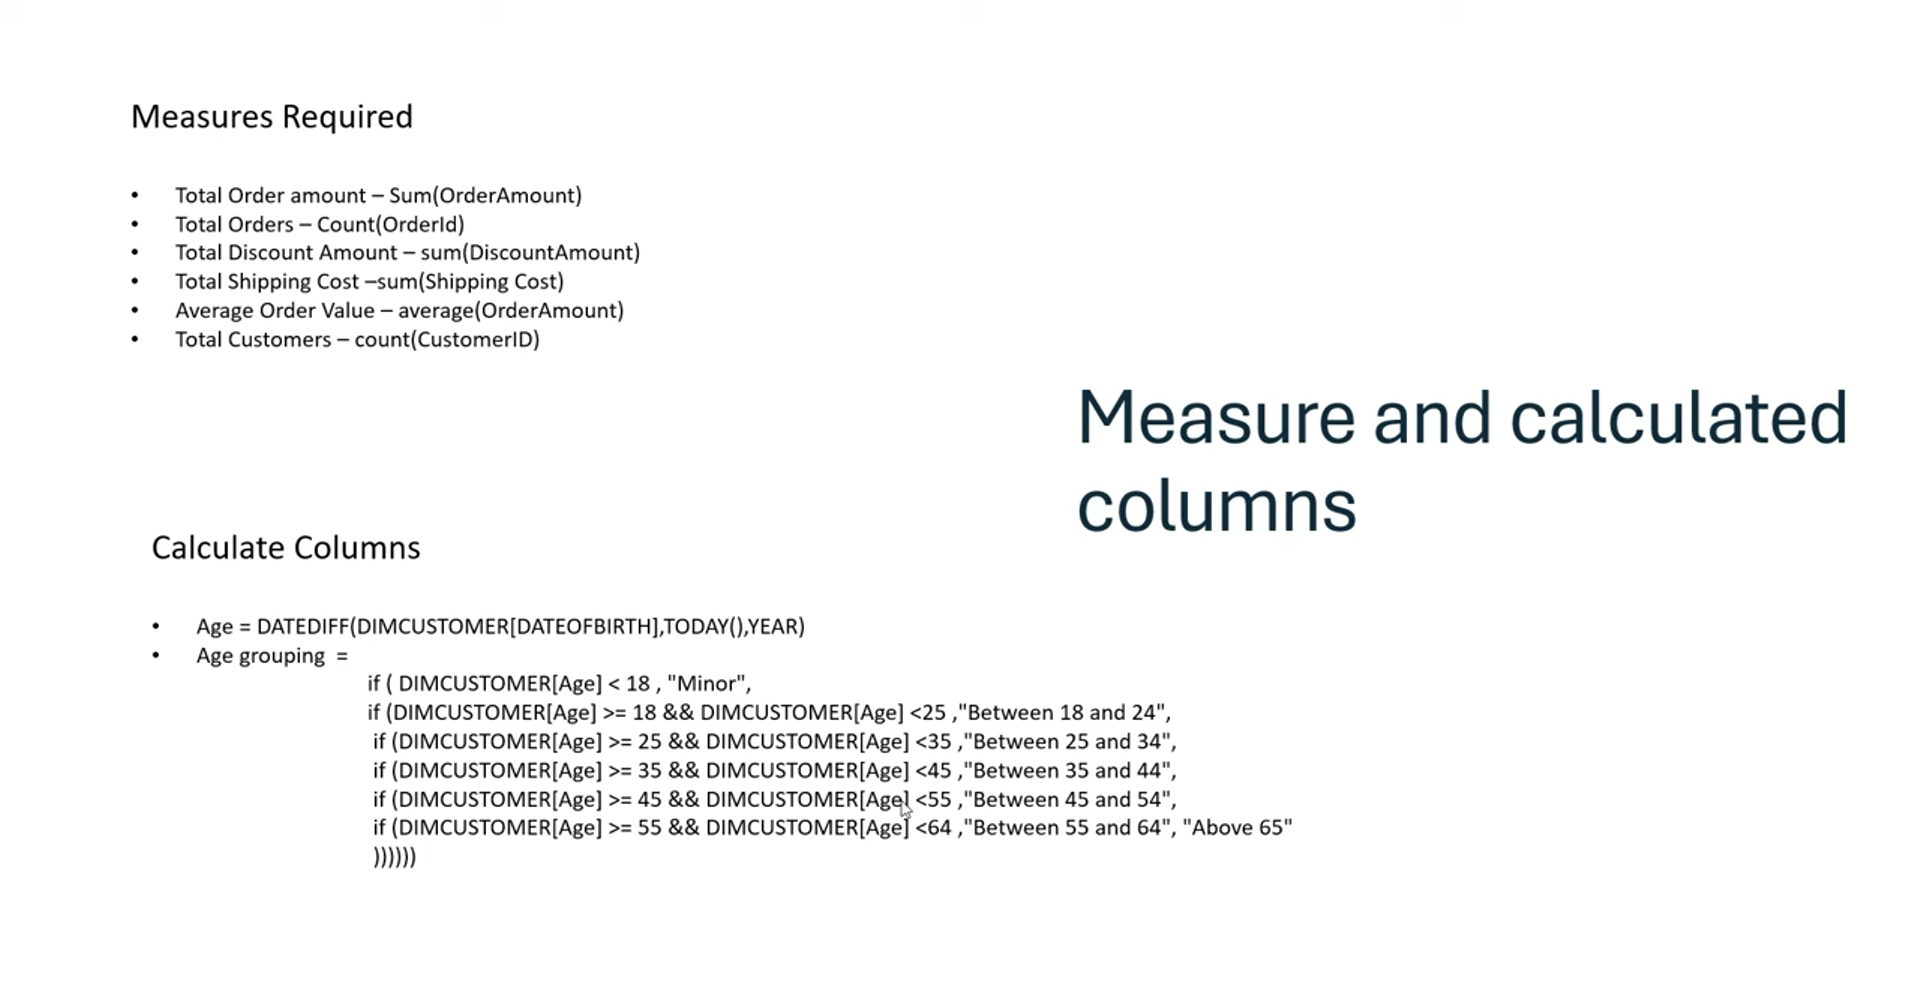 Measures Required
• Total Order amount – Sum(OrderAmount)
• Total Orders – Count(OrderId)
• Total Discount Amount – sum(DiscountAmount)
• Total Shipping Cost –sum(Shipping Cost)
• Average Order Value – average(OrderAmount)
• Total Customers – count(CustomerID)
Measure and calculated
columns
Calculate Columns
• Age = DATEDIFF(DIMCUSTOMER[DATEOFBIRTH],TODAY(),YEAR)
• Age grouping =
if ( DIMCUSTOMER[Age] < 18 , "Minor",
if (DIMCUSTOMER[Age] >= 18 && DIMCUSTOMER[Age] <25 ,"Between 18 and 24",
if (DIMCUSTOMER[Age] >= 25 && DIMCUSTOMER[Age] <35 ,"Between 25 and 34",
if (DIMCUSTOMER[Age] >= 35 && DIMCUSTOMER[Age] <45 ,"Between 35 and 44",
if (DIMCUSTOMER[Age] >= 45 && DIMCUSTOMER[Age] <55 ,"Between 45 and 54",
if (DIMCUSTOMER[Age] >= 55 && DIMCUSTOMER[Age] <64 ,"Between 55 and 64", "Above 65"
))))))